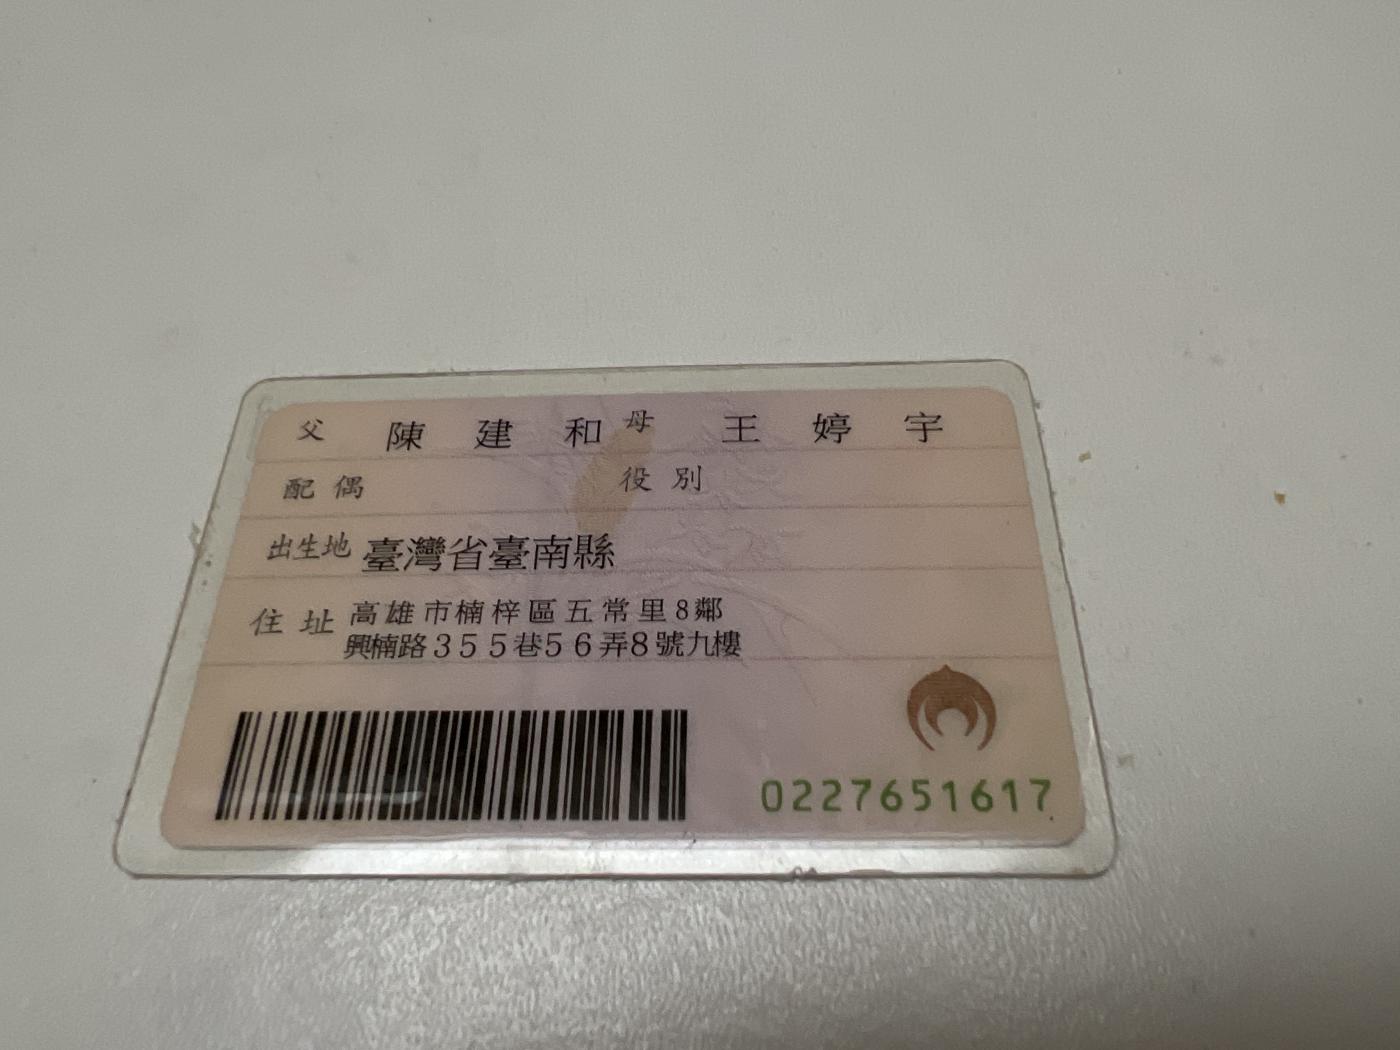 父 陳建和 母 王婷宇
配偶 役別
出生地 臺灣省臺南縣
住址 高雄市楠梓區五常里8鄰
興楠路355巷56弄8號九樓
0227651617